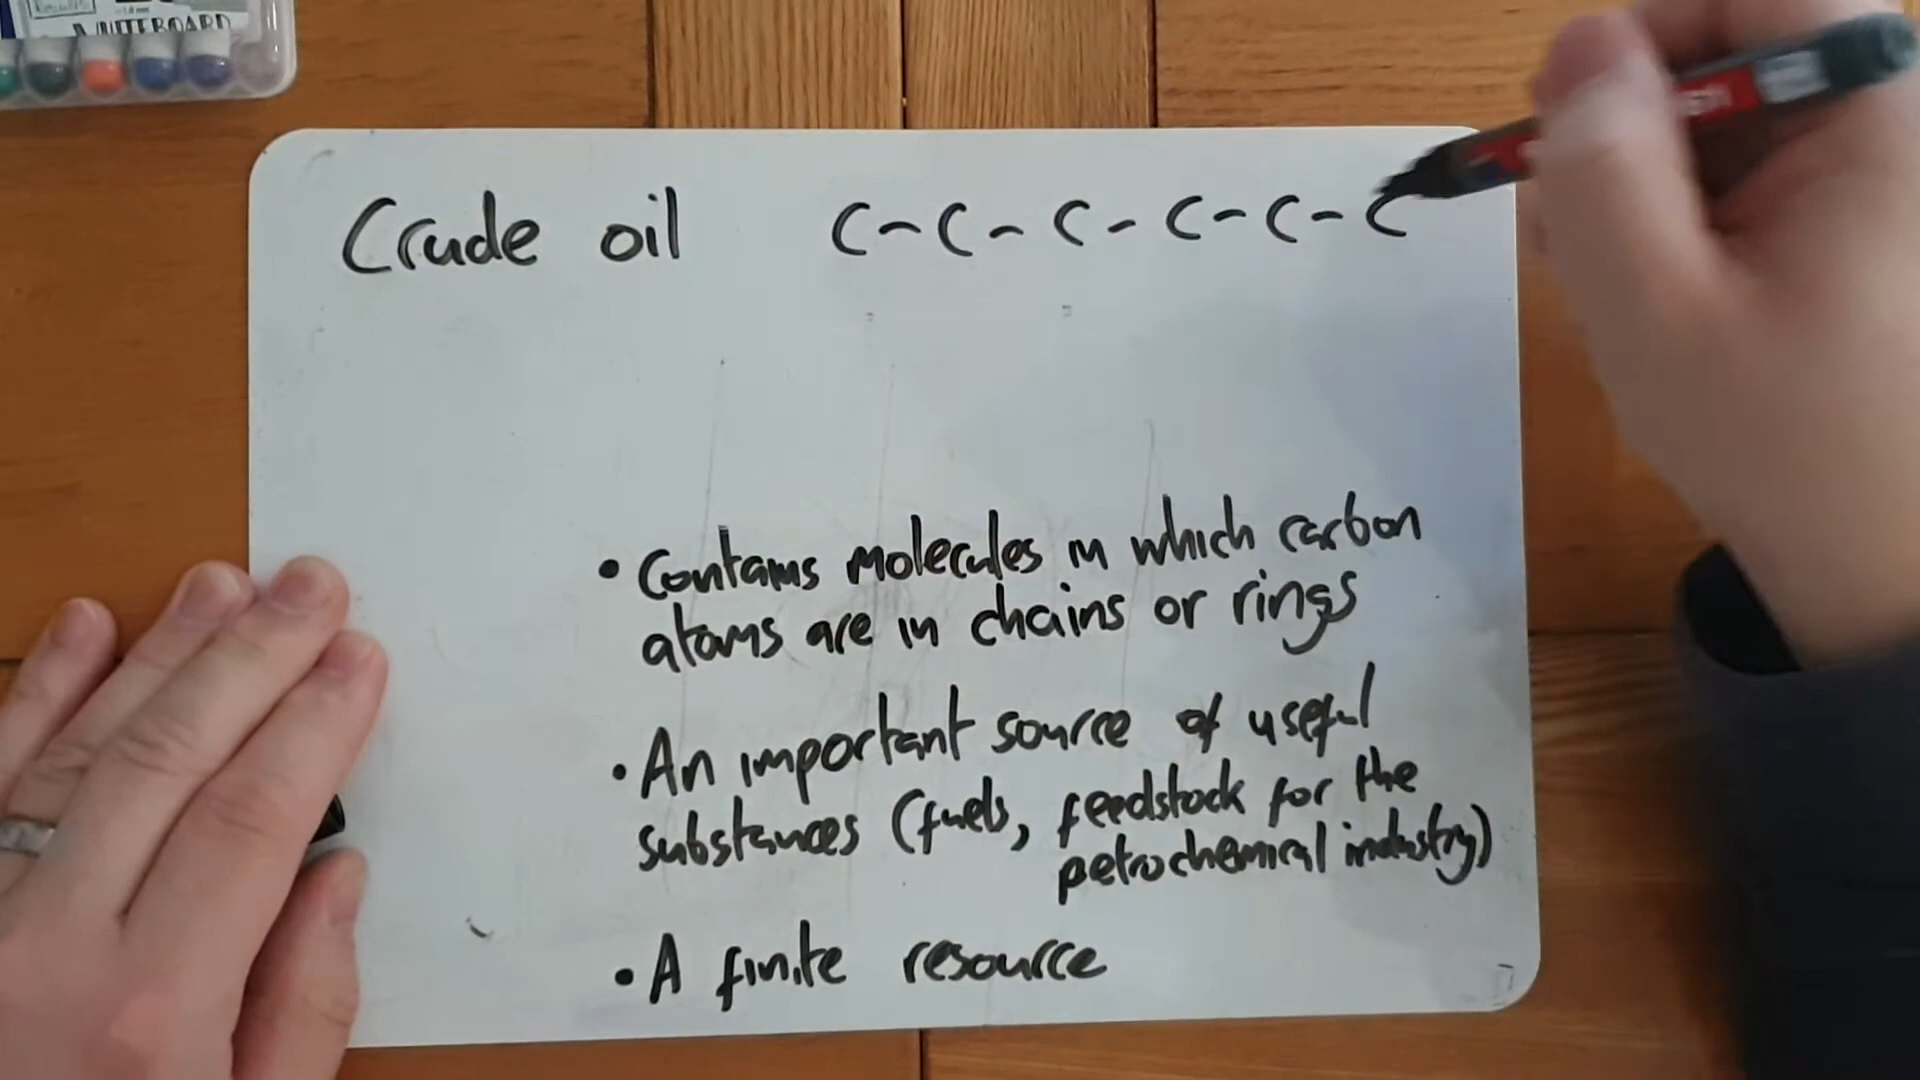 WHITEBOARD
Crude oil C-C-C-C-C-C
• Contains molecules in which carbon
atoms are in chains or rings
• An important source of useful
substances (fuels, feedstock for the
petrochemical industry)
• A finite resource